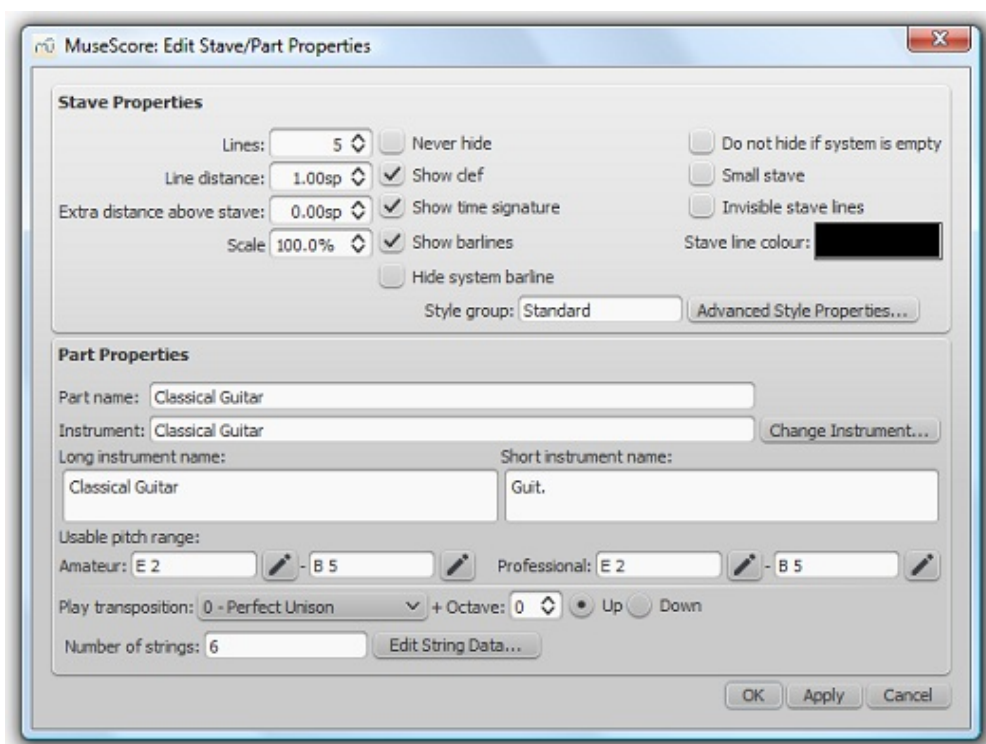 MuseScore: Edit Stave/Part Properties
Stave Properties
Lines: 5 Never hide Do not hide if system is empty
Line distance: 1.00sp Show clef Small stave
Extra distance above stave: 0.00sp Show time signature Invisible stave lines
Scale 100.0% Show barlines Stave line colour:
Hide system barline
Style group: Standard Advanced Style Properties...
Part Properties
Part name: Classical Guitar
Instrument: Classical Guitar Change Instrument...
Long instrument name: Short instrument name:
Classical Guitar Guit.
Usable pitch range:
Amateur: E 2 - B 5 Professional: E 2 - B 5
Play transposition: 0 - Perfect Unison + Octave: 0 Up Down
Number of strings: 6 Edit String Data...
OK Apply Cancel